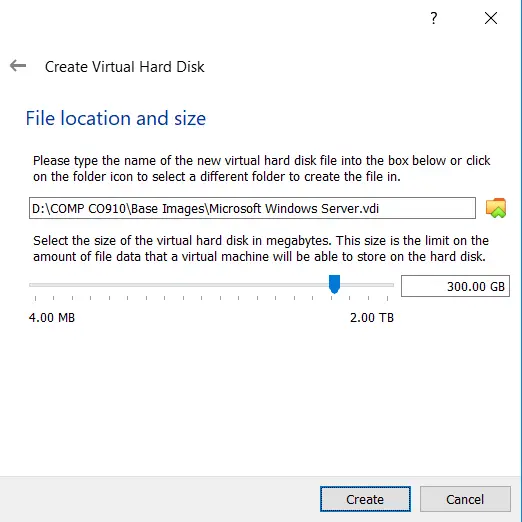 ?
Create Virtual Hard Disk
File location and size
Please type the name of the new virtual hard disk file into the box below or click
on the folder icon to select a different folder to create the file in.
D:\COMP CO910\Base Images\Microsoft Windows Server.vdi
Select the size of the virtual hard disk in megabytes. This size is the limit on the
amount of file data that a virtual machine will be able to store on the hard disk.
300.00 GB
4.00 MB 2.00 TB
Create Cancel